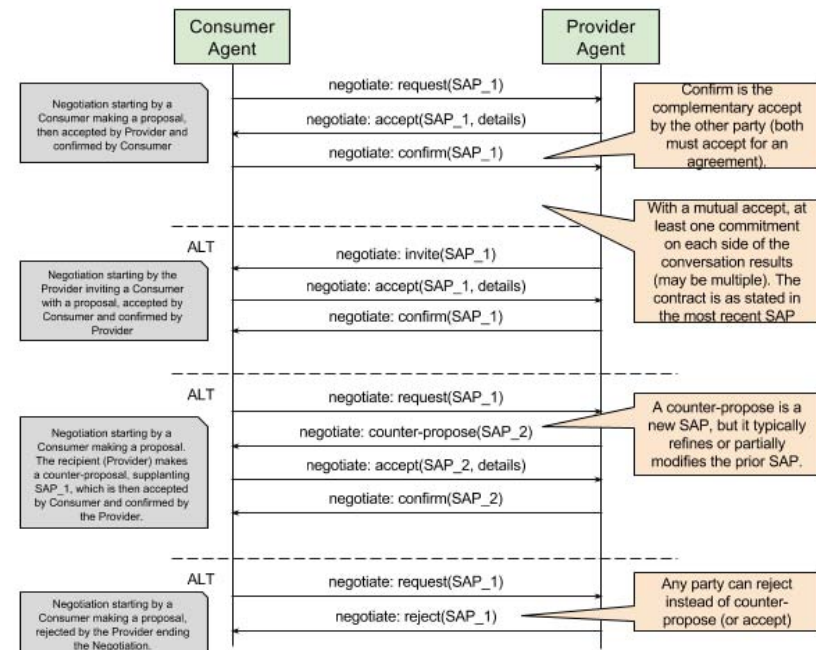 Consumer
Agent
Provider
Agent
Negotiation starting by a
Consumer making a proposal,
then accepted by Provider and
confirmed by Consumer
negotiate: request(SAP_1)
negotiate: accept(SAP_1, details)
negotiate: confirm(SAP_1)
Confirm is the
complementary accept
by the other party (both
must accept for an
agreement).
With a mutual accept, at
least one commitment
on each side of the
conversation results
(may be multiple). The
contract is as stated in
the most recent SAP
ALT
Negotiation starting by the
Provider inviting a Consumer
with a proposal, accepted by
Consumer and confirmed by
Provider
negotiate: invite(SAP_1)
negotiate: accept(SAP_1, details)
negotiate: confirm(SAP_1)
ALT
Negotiation starting by a
Consumer making a proposal.
The recipient (Provider) makes
a counter-proposal, supplanting
SAP_1, which is then accepted
by Consumer and confirmed by
the Provider.
negotiate: request(SAP_1)
negotiate: counter-propose(SAP_2)
negotiate: accept(SAP_2, details)
negotiate: confirm(SAP_2)
A counter-propose is a
new SAP, but it typically
refines or partially
modifies the prior SAP.
ALT
Negotiation starting by a
Consumer making a proposal,
rejected by the Provider ending
the Negotiation.
negotiate: request(SAP_1)
negotiate: reject(SAP_1)
Any party can reject
instead of counter-
propose (or accept)